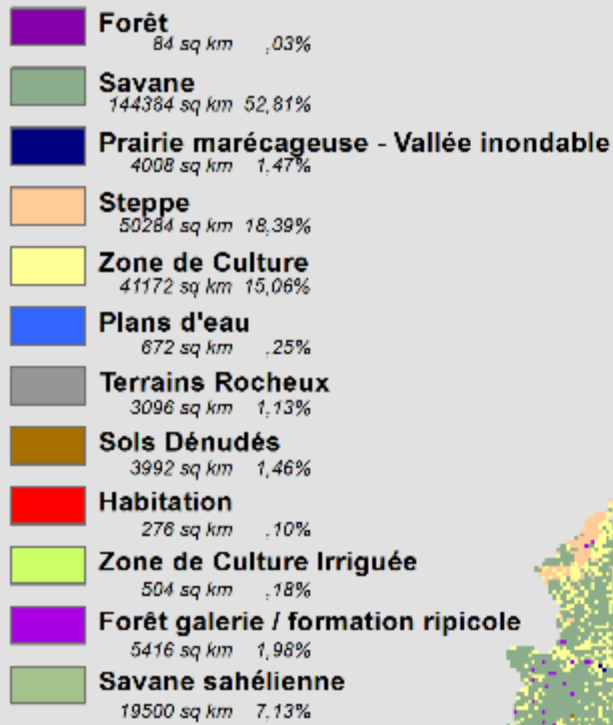 Forêt
84 sq km ,03%
Savane
144384 sq km 52,81%
Prairie marécageuse - Vallée inondable
4008 sq km 1,47%
Steppe
50284 sq km 18,39%
Zone de Culture
41172 sq km 15,06%
Plans d'eau
672 sq km ,25%
Terrains Rocheux
3096 sq km 1,13%
Sols Dénudés
3992 sq km 1,46%
Habitation
276 sq km ,10%
Zone de Culture Irriguée
504 sq km ,18%
Forêt galerie / formation ripicole
5416 sq km 1,98%
Savane sahélienne
19500 sq km 7,13%